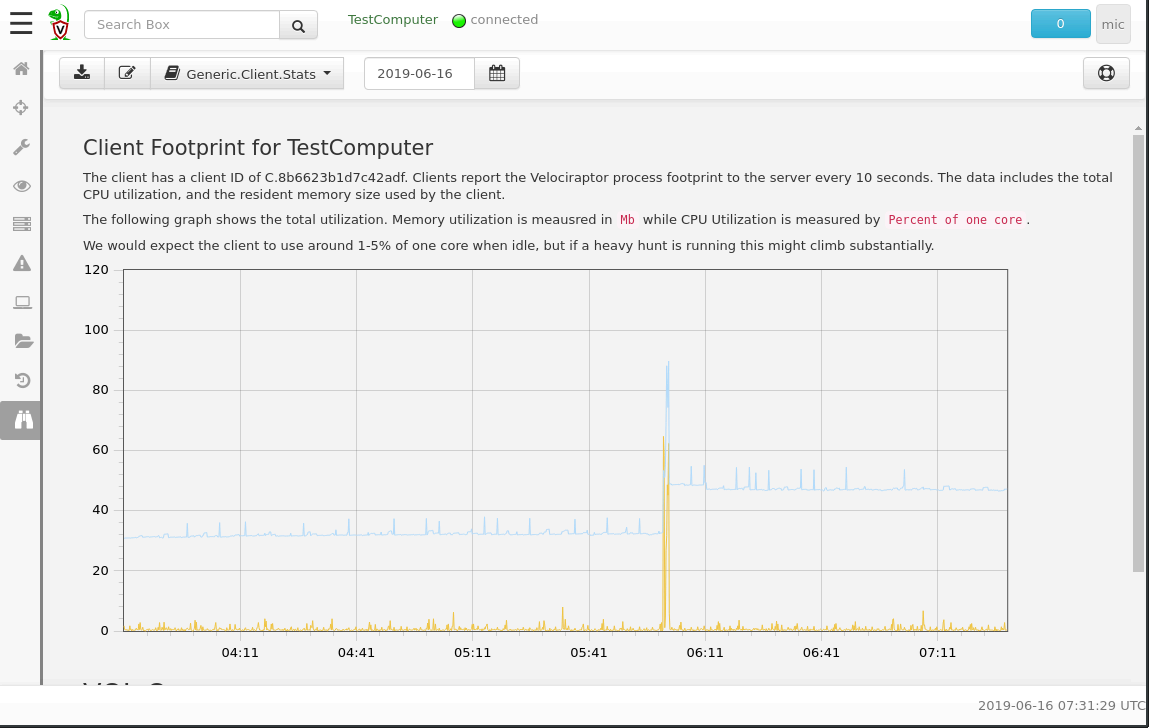 Search Box
TestComputer
connected
0
mic
V
Generic.Client.Stats
2019-06-16
Client Footprint for TestComputer
The client has a client ID of C.8b6623b1d7c42adf. Clients report the Velociraptor process footprint to the server every 10 seconds. The data includes the total
CPU utilization, and the resident memory size used by the client.
The following graph shows the total utilization. Memory utilization is meausred in Mb while CPU Utilization is measured by Percent of one core.
We would expect the client to use around 1-5% of one core when idle, but if a heavy hunt is running this might climb substantially.
120
100
80
60
40
20
0
04:11 04:41 05:11 05:41 06:11 06:41 07:11
2019-06-16 07:31:29 UTC